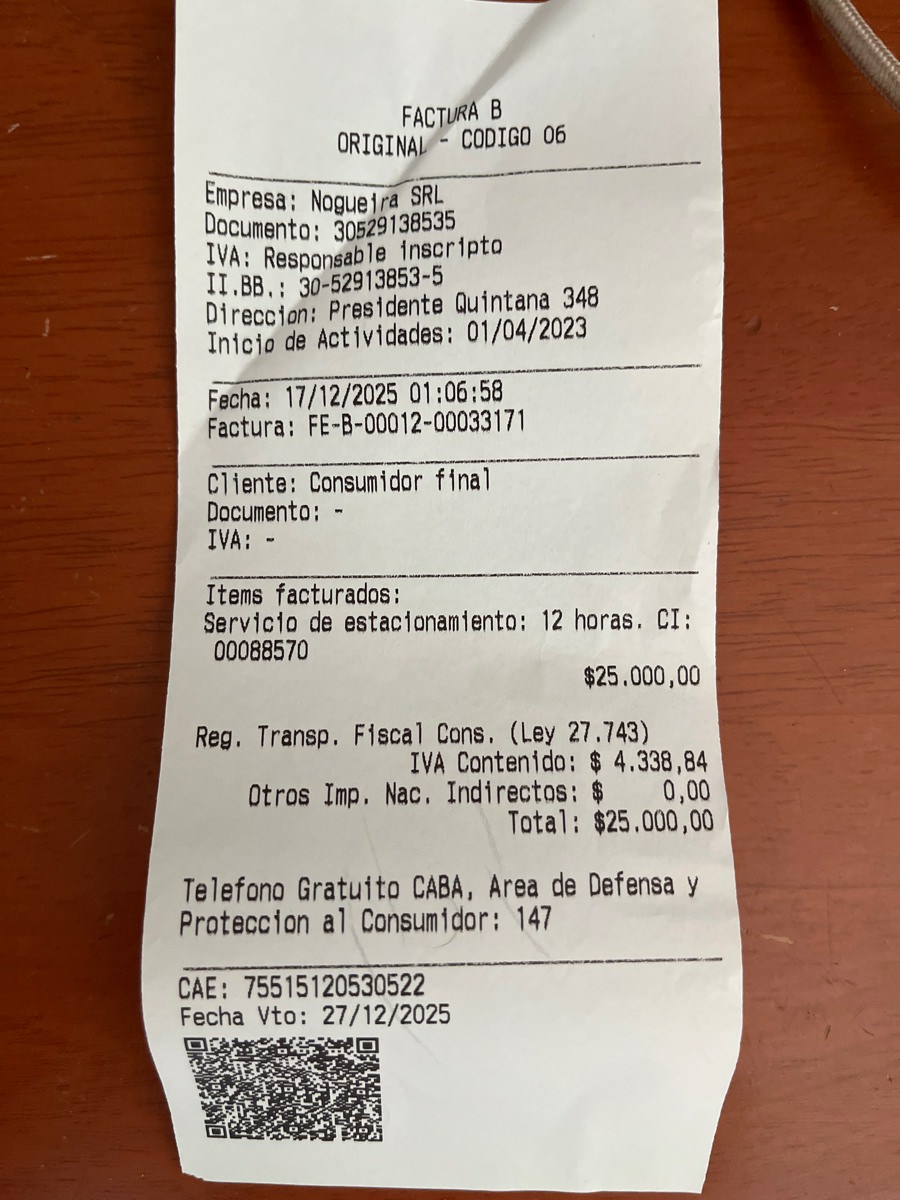 FACTURA B
ORIGINAL - CODIGO 06
Empresa: Nogueira SRL
Documento: 30529138535
IVA: Responsable inscripto
II.BB.: 30-52913853-5
Direccion: Presidente Quintana 348
Inicio de Actividades: 01/04/2023
Fecha: 17/12/2025 01:06:58
Factura: FE-B-00012-00033171
Cliente: Consumidor final
Documento: -
IVA: -
Items facturados:
Servicio de estacionamiento: 12 horas. CI:
00088570
$25.000,00
Reg. Transp. Fiscal Cons. (Ley 27.743)
IVA Contenido: $ 4.338,84
Otros Imp. Nac. Indirectos: $ 0,00
Total: $25.000,00
Telefono Gratuito CABA, Area de Defensa y
Proteccion al Consumidor: 147
CAE: 75515120530522
Fecha Vto: 27/12/2025